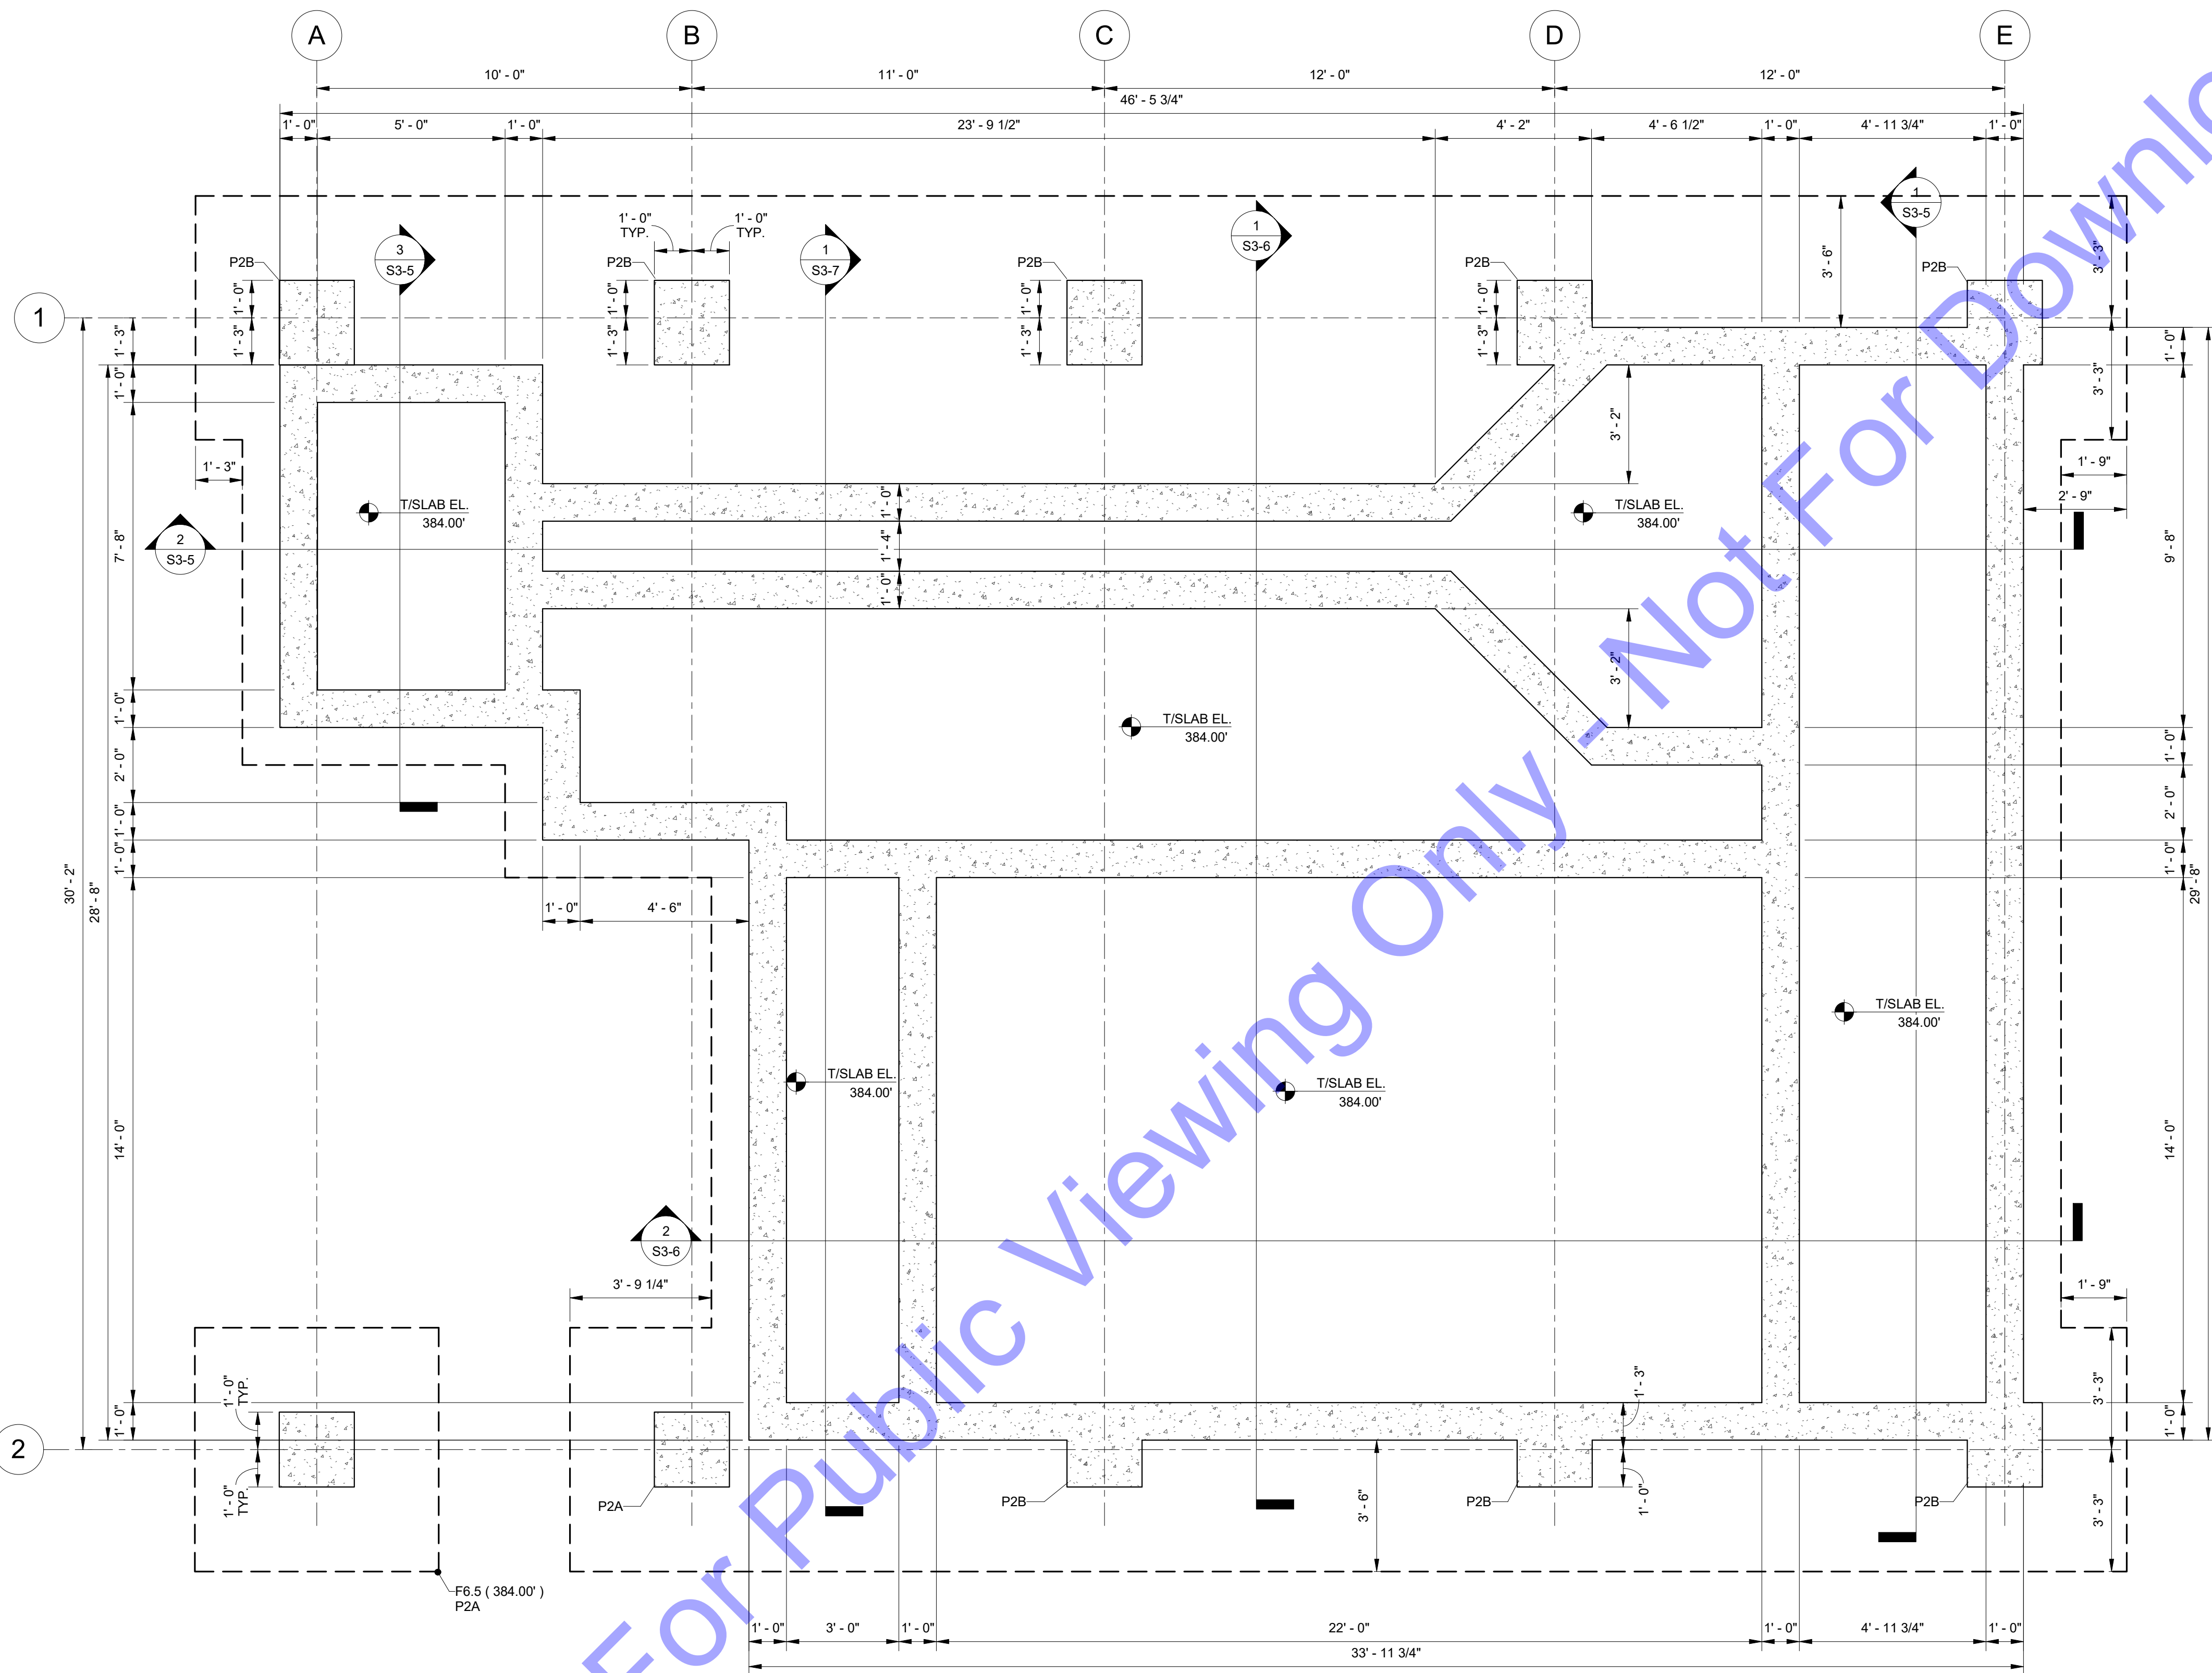 A
B
C
D
E
10' - 0"
11' - 0"
12' - 0"
12' - 0"
46' - 5 3/4"
1' - 0"
5' - 0"
1' - 0"
23' - 9 1/2"
4' - 2"
4' - 6 1/2"
1' - 0"
4' - 11 3/4"
1' - 0"
3
S3-5
1' - 0"
TYP.
1' - 0"
TYP.
1
S3-7
1
S3-6
1
S3-5
3' - 6"
3' - 3"
P2B
P2B
P2B
P2B
P2B
1' - 0"
1' - 0"
1' - 0"
1' - 0"
1
1' - 3"
1' - 3"
1' - 3"
1' - 3"
1' - 3"
1' - 0"
3' - 3"
1' - 0"
3' - 2"
1' - 3"
1' - 9"
2' - 9"
1' - 0"
T/SLAB EL.
384.00'
T/SLAB EL.
384.00'
2
S3-5
7' - 8"
1' - 4"
9' - 8"
1' - 0"
3' - 2"
1' - 0"
T/SLAB EL.
384.00'
1' - 0"
2' - 0"
2' - 0"
1' - 0"
1' - 0"
1' - 0"
30' - 2"
28' - 8"
29' - 8"
1' - 0"
4' - 6"
T/SLAB EL.
384.00'
T/SLAB EL.
384.00'
T/SLAB EL.
384.00'
14' - 0"
14' - 0"
2
S3-6
3' - 9 1/4"
1' - 9"
1' - 0"
TYP.
1' - 3"
3' - 3"
1' - 0"
1' - 0"
2
1' - 0"
TYP.
P2A
P2B
3' - 6"
P2B
1' - 0"
P2B
3' - 3"
F6.5 ( 384.00' )
P2A
1' - 0"
3' - 0"
1' - 0"
22' - 0"
1' - 0"
4' - 11 3/4"
1' - 0"
33' - 11 3/4"
For Public Viewing Only - Not For Downlo